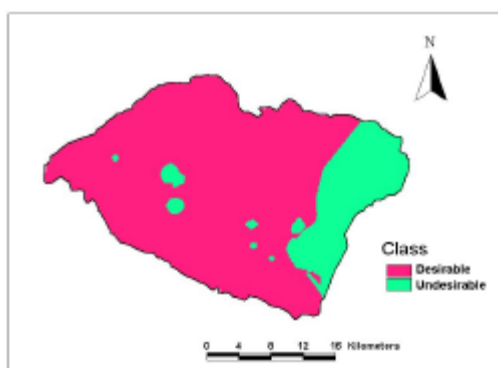 N
Class
Desirable
Undesirable
0 4 8 12 16 Kilometers